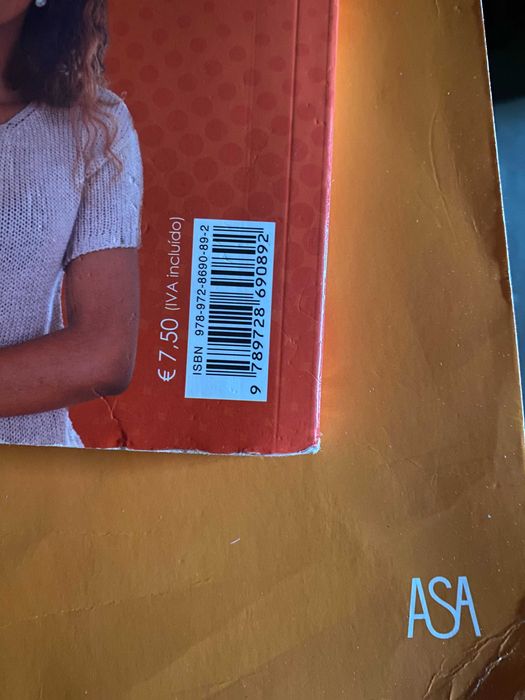 € 7,50 (IVA incluído)
ISBN 978-972-8690-89-2
9 789728 690892
ASA